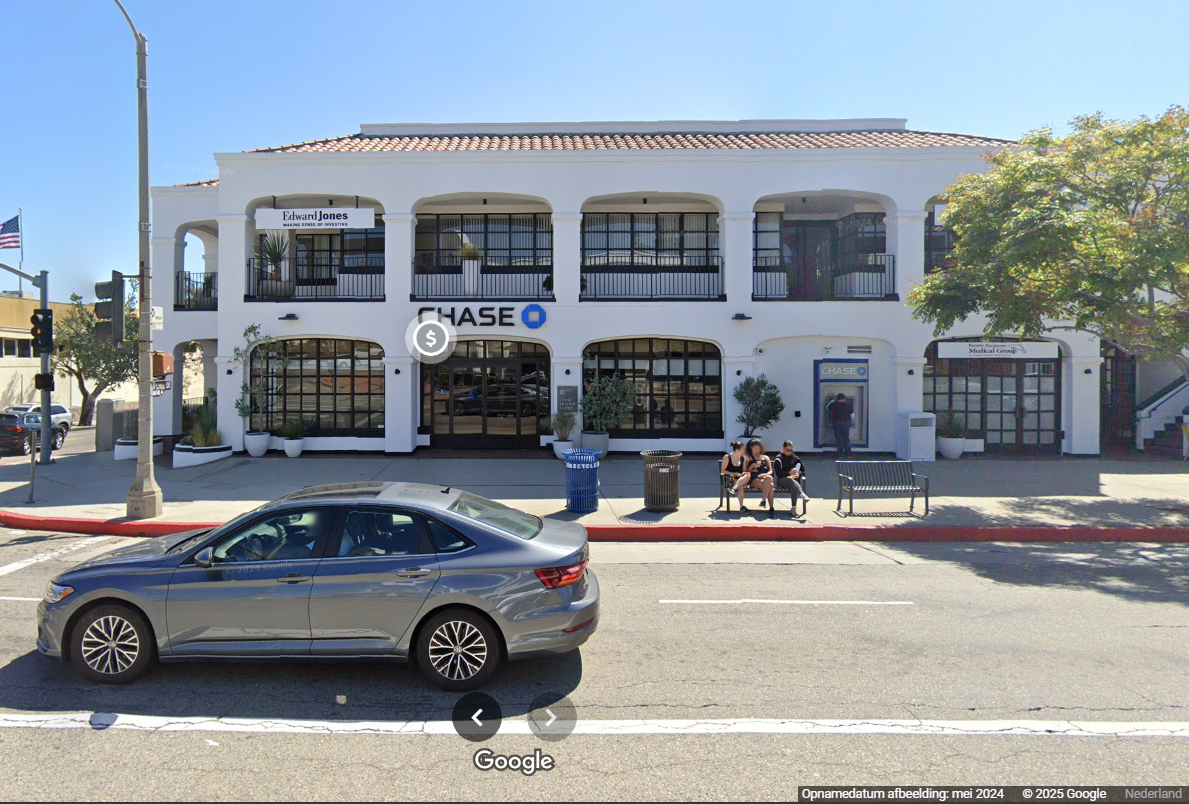 Edward Jones
MAKING SENSE OF INVESTING
CHASE
$
CHASE
Medical Group
RECYCLE
Google
Opnamedatum afbeelding: mei 2024 © 2025 Google Nederland